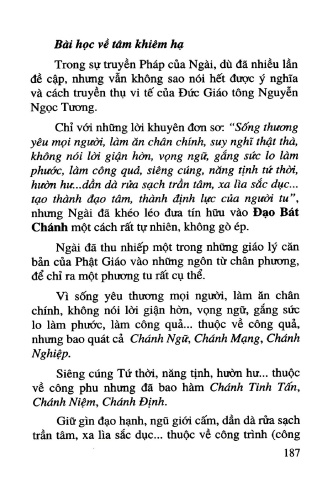 Bài học về tâm khiêm hạ
Trong sự truyền Pháp của Ngài, dù đã nhiều lần
đề cập, nhưng vẫn không sao nói hết được ý nghĩa
và cách truyền thụ vi tế của Đức Giáo tông Nguyễn
Ngọc Tương.
Chỉ với những lời khuyên đơn sơ: “Sống thương
yêu mọi người, làm ăn chân chính, suy nghĩ thật thà,
không nói lời giận hờn, vọng ngữ, gắng sức lo làm
phước, làm công quả, siêng cúng, năng tịnh tứ thời,
hườn hư...dần dà rửa sạch trần tâm, xa lìa sắc dục...
tạo thành đạo tâm, thành định lực của người tu”,
nhưng Ngài đã khéo léo đưa tín hữu vào Đạo Bát
Chánh một cách rất tự nhiên, không gò ép.
Ngài đã thu nhiếp một trong những giáo lý căn
bản của Phật Giáo vào những ngôn từ chân phương,
để chỉ ra một phương tu rất cụ thể.
Vì sống yêu thương mọi người, làm ăn chân
chính, không nói lời giận hờn, vọng ngữ, gắng sức
lo làm phước, làm công quả... thuộc về công quả,
nhưng bao quát cả Chánh Ngữ, Chánh Mạng, Chánh
Nghiệp.
Siêng cúng Tứ thời, năng tịnh, hườn hư... thuộc
về công phu nhưng đã bao hàm Chánh Tinh Tấn,
Chánh Niệm, Chánh Định.
Giữ gìn đạo hạnh, ngũ giới cấm, dần dà rửa sạch
trần tâm, xa lìa sắc dục... thuộc về công trình (công
187